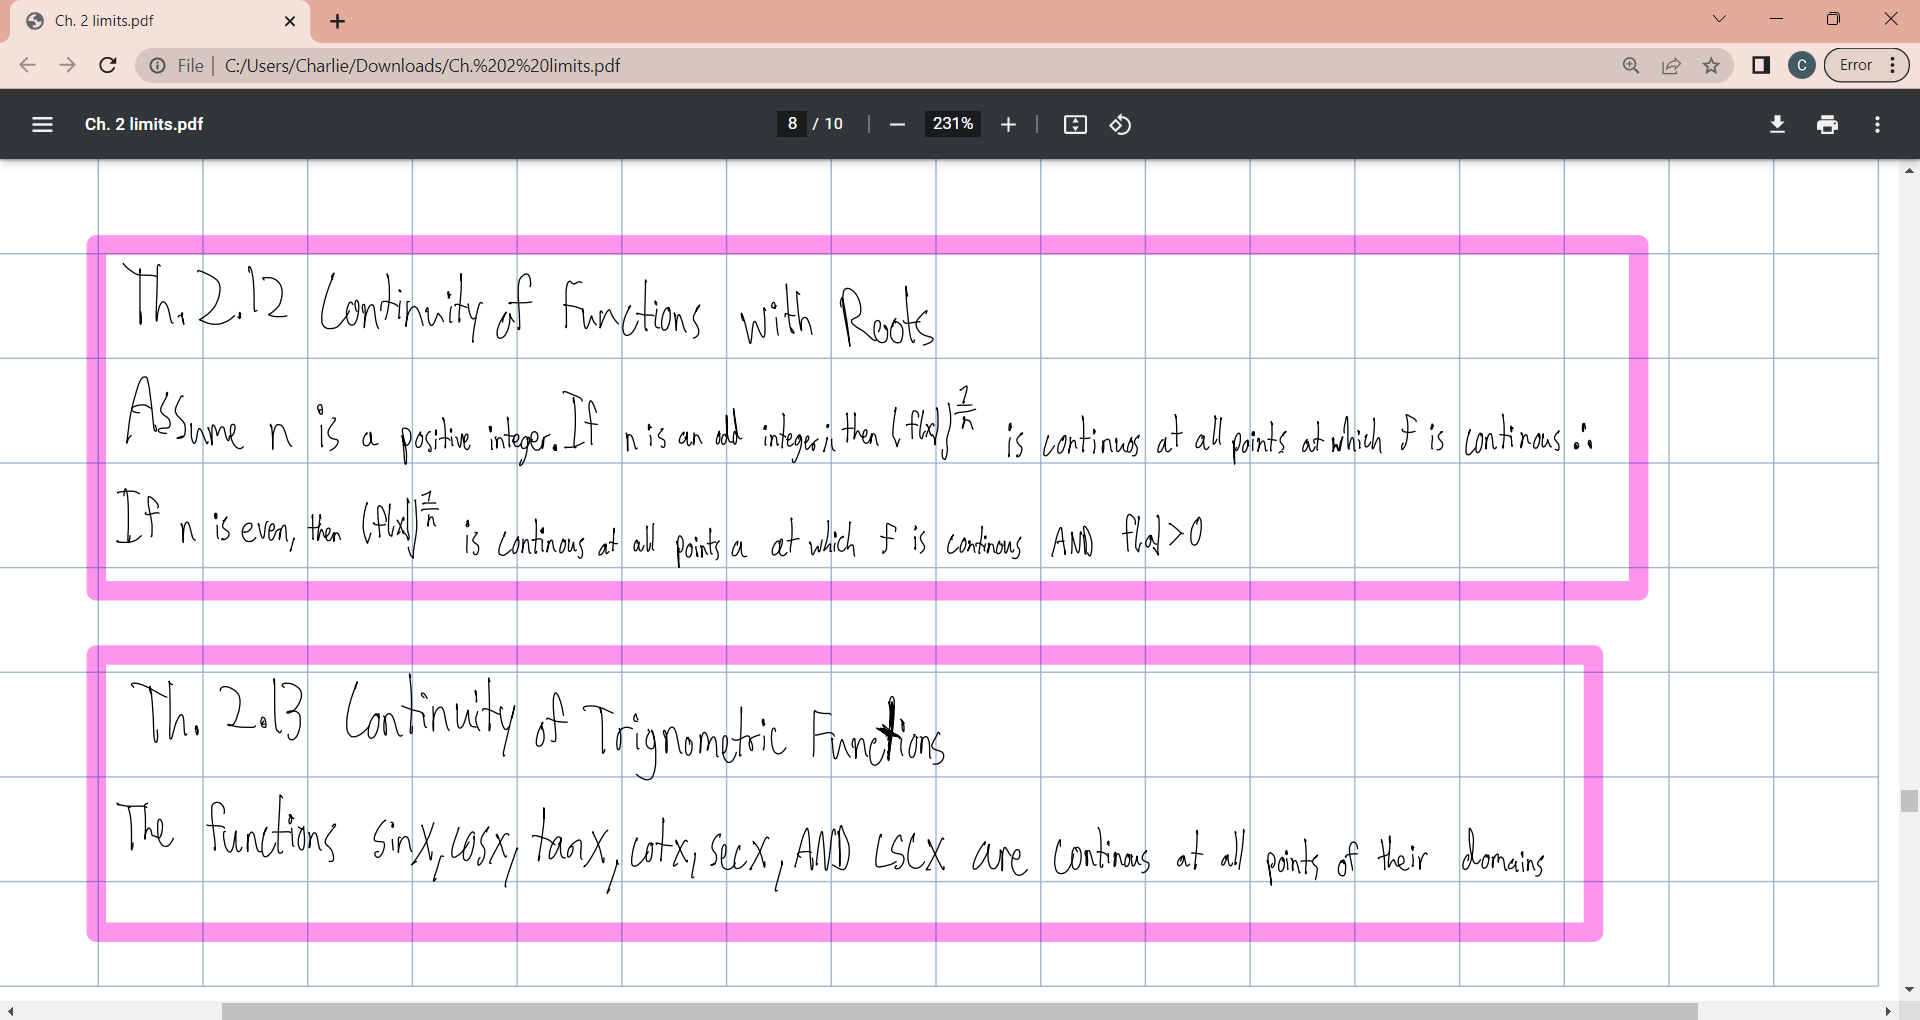 Ch. 2 limits.pdf
File | C:/Users/Charlie/Downloads/Ch.%202%20limits.pdf
C
Error
Ch. 2 limits.pdf
8 / 10
231%
Th. 2.12 Continuity of Functions with Roots
Assume n is a positive integer. If n is an odd integer, then (f(x))^{1/n} is continuos at all points at which f is continous ∴
If n is even, then (f(x))^{1/n} is continous at all points a at which f is continous AND f(a)>0
Th. 2.13 Continuity of Trignometric Functions
The functions sinx, cosx, tanx, cotx, secx, AND cscx are continous at all points of their domains